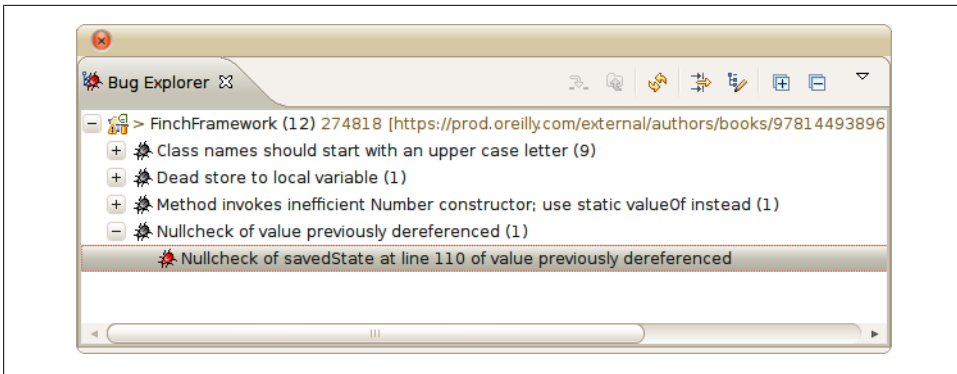 Bug Explorer
> FinchFramework (12) 274818 [https://prod.oreilly.com/external/authors/books/97814493896
Class names should start with an upper case letter (9)
Dead store to local variable (1)
Method invokes inefficient Number constructor; use static valueOf instead (1)
Nullcheck of value previously dereferenced (1)
Nullcheck of savedState at line 110 of value previously dereferenced